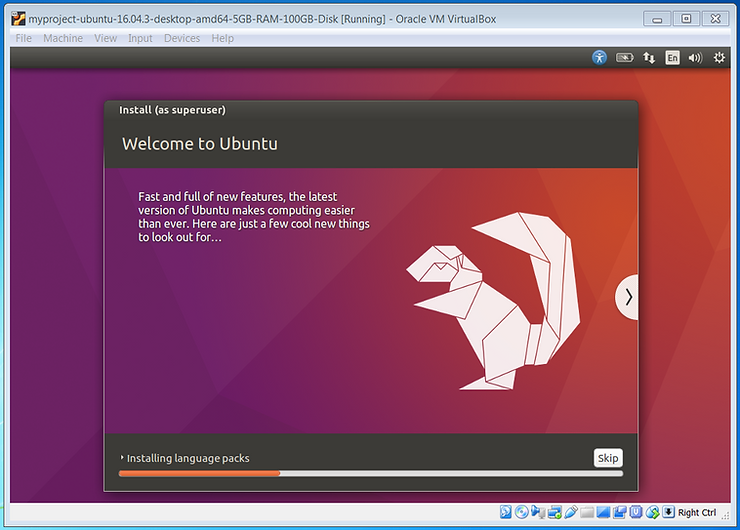 myproject-ubuntu-16.04.3-desktop-amd64-5GB-RAM-100GB-Disk [Running] - Oracle VM VirtualBox
File Machine View Input Devices Help
En
Install (as superuser)
Welcome to Ubuntu
Fast and full of new features, the latest
version of Ubuntu makes computing easier
than ever. Here are just a few cool new things
to look out for…
Installing language packs
Skip
Right Ctrl